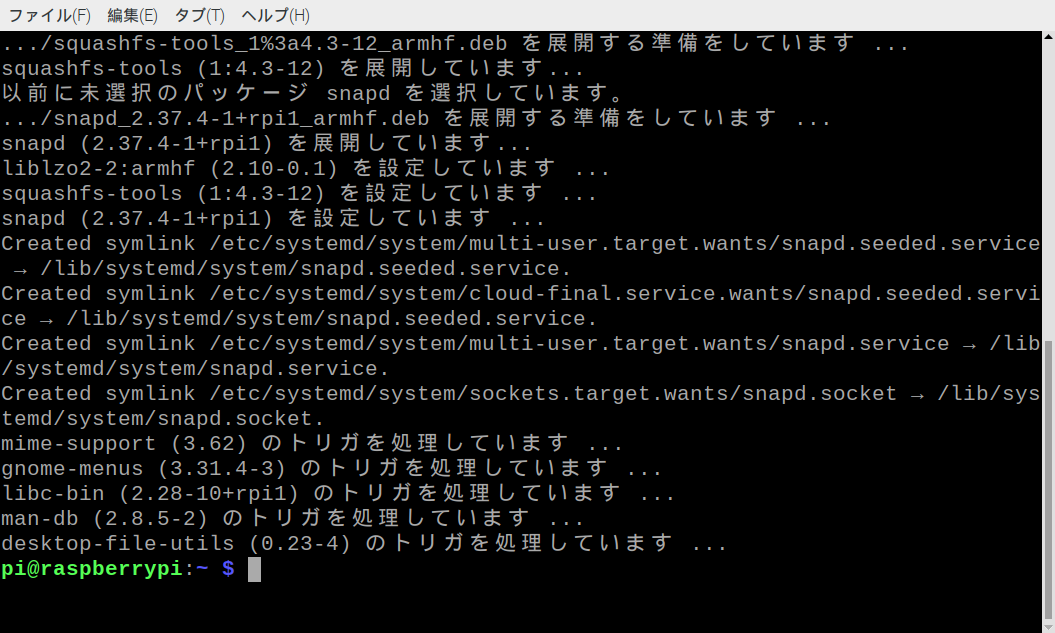 ファイル(F) 編集(E) タブ(T) ヘルプ(H)
.../squashfs-tools_1%3a4.3-12_armhf.deb を展開する準備をしています ...
squashfs-tools (1:4.3-12) を展開しています...
以前に未選択のパッケージ snapd を選択しています。
.../snapd_2.37.4-1+rpi1_armhf.deb を展開する準備をしています ...
snapd (2.37.4-1+rpi1) を展開しています...
liblzo2-2:armhf (2.10-0.1) を設定しています ...
squashfs-tools (1:4.3-12) を設定しています ...
snapd (2.37.4-1+rpi1) を設定しています ...
Created symlink /etc/systemd/system/multi-user.target.wants/snapd.seeded.service
 → /lib/systemd/system/snapd.seeded.service.
Created symlink /etc/systemd/system/cloud-final.service.wants/snapd.seeded.servi
ce → /lib/systemd/system/snapd.seeded.service.
Created symlink /etc/systemd/system/multi-user.target.wants/snapd.service → /lib
/systemd/system/snapd.service.
Created symlink /etc/systemd/system/sockets.target.wants/snapd.socket → /lib/sys
temd/system/snapd.socket.
mime-support (3.62) のトリガを処理しています ...
gnome-menus (3.31.4-3) のトリガを処理しています ...
libc-bin (2.28-10+rpi1) のトリガを処理しています ...
man-db (2.8.5-2) のトリガを処理しています ...
desktop-file-utils (0.23-4) のトリガを処理しています ...
pi@raspberrypi:~ $